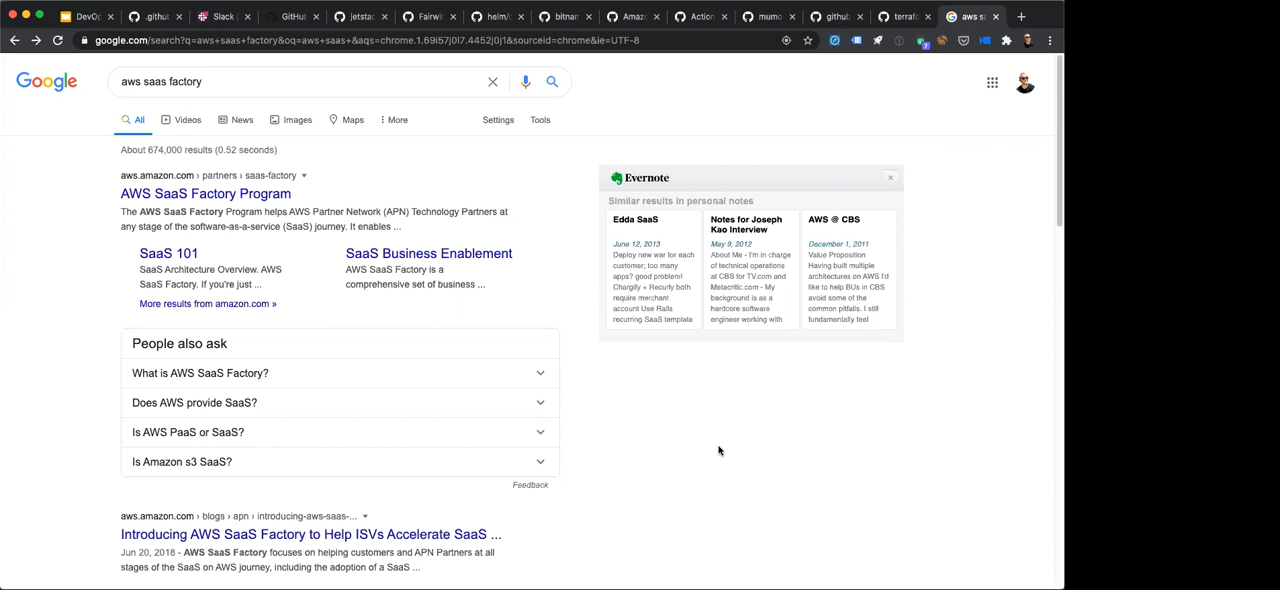 DevOp
.github
Slack
GitHu
jetsta
Fairwi
helm/c
bitnam
Amaz
Action
mumo
github
terraf
aws sa
google.com/search?q=aws+saas+factory&oq=aws+saas+&aqs=chrome.1.69i57j0l7.4452j0j1&sourceid=chrome&ie=UTF-8
Google
aws saas factory
All
Videos
News
Images
Maps
More
Settings
Tools
About 674,000 results (0.52 seconds)
aws.amazon.com › partners › saas-factory
AWS SaaS Factory Program
The AWS SaaS Factory Program helps AWS Partner Network (APN) Technology Partners at
any stage of the software-as-a-service (SaaS) journey. It enables ...
SaaS 101
SaaS Architecture Overview. AWS
SaaS Factory. If you're just ...
SaaS Business Enablement
AWS SaaS Factory is a
comprehensive set of business ...
More results from amazon.com »
People also ask
What is AWS SaaS Factory?
Does AWS provide SaaS?
Is AWS PaaS or SaaS?
Is Amazon s3 SaaS?
Feedback
aws.amazon.com › blogs › apn › introducing-aws-saas-...
Introducing AWS SaaS Factory to Help ISVs Accelerate SaaS ...
Jun 20, 2018 - AWS SaaS Factory focuses on helping customers and APN Partners at all
stages of the SaaS on AWS journey, including the adoption of a SaaS ...
Evernote
Similar results in personal notes
Edda SaaS
June 12, 2013
Deploy new war for each
customer; too many
apps? good problem!
Chargify + Recurly both
require merchant
account Use Rails
recurring SaaS template
Notes for Joseph
Kao Interview
May 9, 2012
About Me - I'm in charge
of technical operations
at CBS for TV.com and
Metacritic.com - My
background is as a
hardcore software
engineer working with
AWS @ CBS
December 1, 2011
Value Proposition
Having built multiple
architectures on AWS I'd
like to help BUs in CBS
avoid some of the
common pitfalls. I still
fundamentally feel